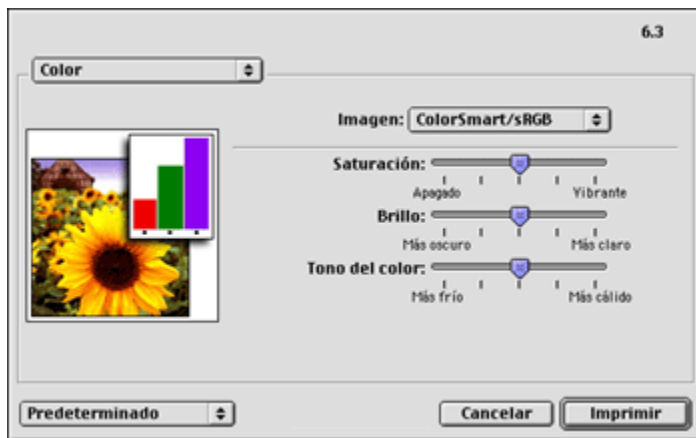 6.3
Color
Imagen: ColorSmart/sRGB
Saturación:
Apagado Vibrante
Brillo:
Más oscuro Más claro
Tono del color:
Más frío Más cálido
Predeterminado Cancelar Imprimir